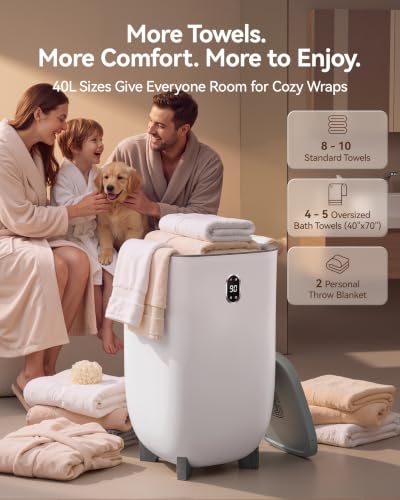 More Towels.
More Comfort. More to Enjoy.
40L Sizes Give Everyone Room for Cozy Wraps
8 - 10
Standard Towels
4 - 5 Oversized
Bath Towels (40"x70")
2 Personal
Throw Blanket
90